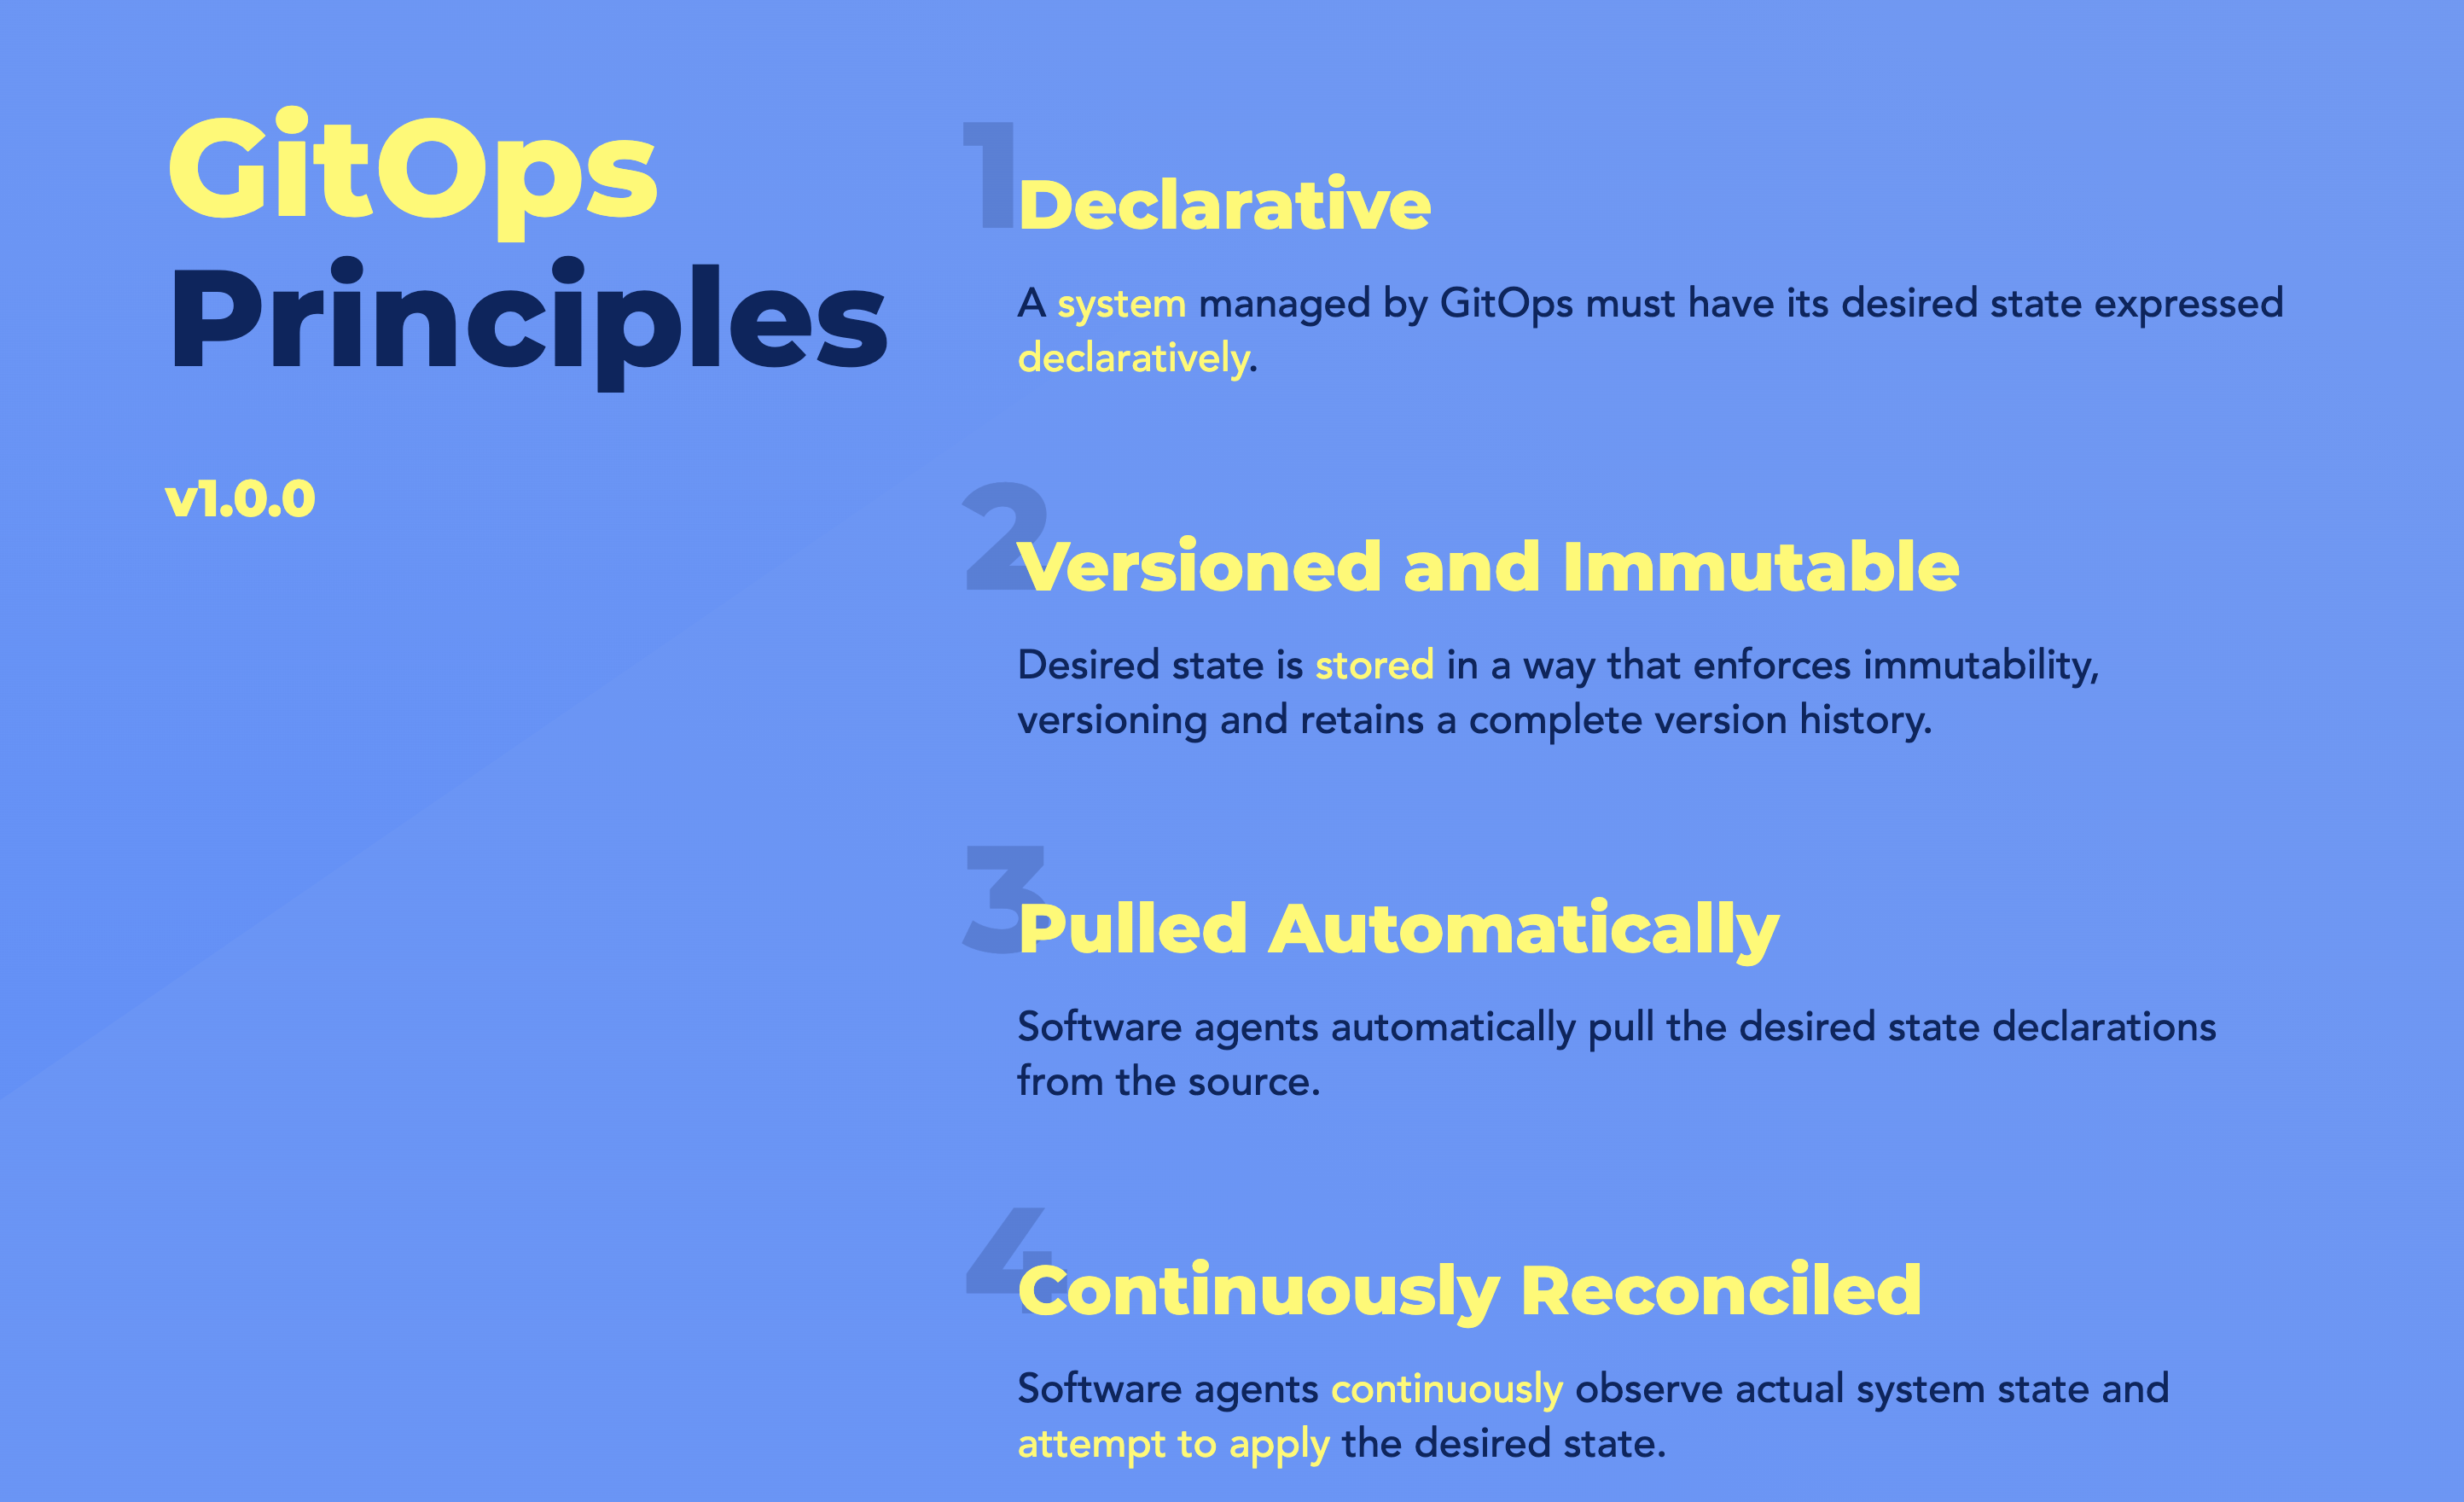 GitOps
Principles
v1.0.0
1
Declarative
A system managed by GitOps must have its desired state expressed
declaratively.
2
Versioned and Immutable
Desired state is stored in a way that enforces immutability,
versioning and retains a complete version history.
3
Pulled Automatically
Software agents automatically pull the desired state declarations
from the source.
4
Continuously Reconciled
Software agents continuously observe actual system state and
attempt to apply the desired state.